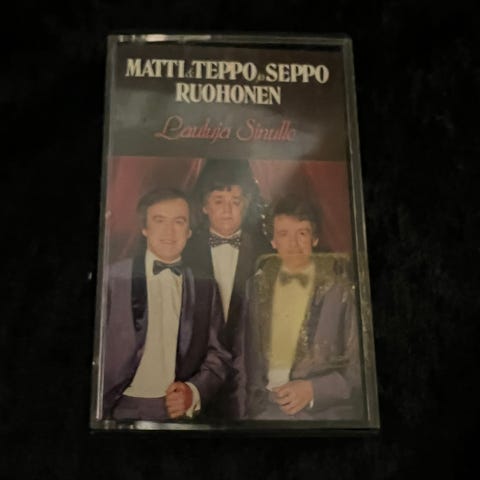 MATTI & TEPPO ja SEPPO
RUOHONEN
Lauluja Sinulle